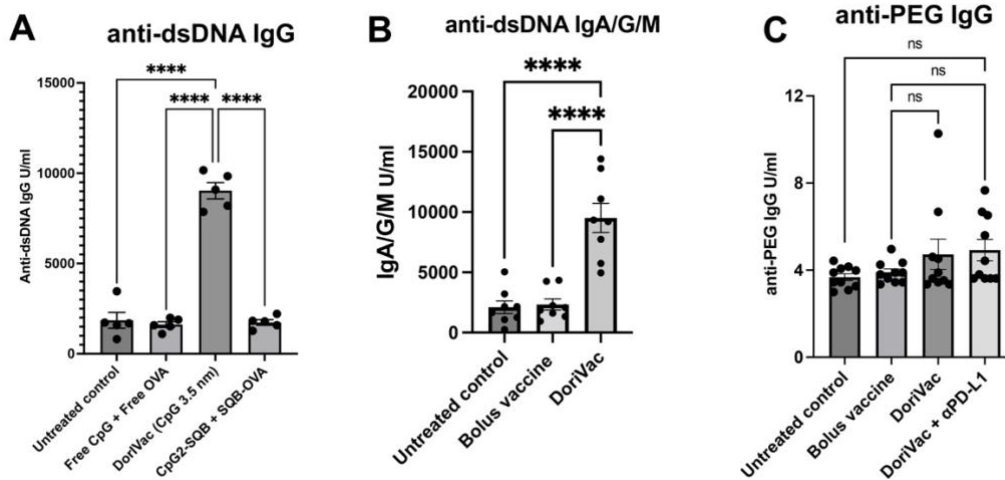 A
anti-dsDNA IgG
****
****
****
Anti-dsDNA IgG U/ml
15000
10000
5000
0
Untreated control
Free CpG + Free OVA
DoriVac (CpG 3.5 nm)
CpG2-SQB + SQB-OVA
B
anti-dsDNA IgA/G/M
****
****
IgA/G/M U/ml
20000
15000
10000
5000
0
Untreated control
Bolus vaccine
DoriVac
C
anti-PEG IgG
ns
ns
ns
anti-PEG IgG U/ml
12
8
4
0
Untreated control
Bolus vaccine
DoriVac
DoriVac + αPD-L1